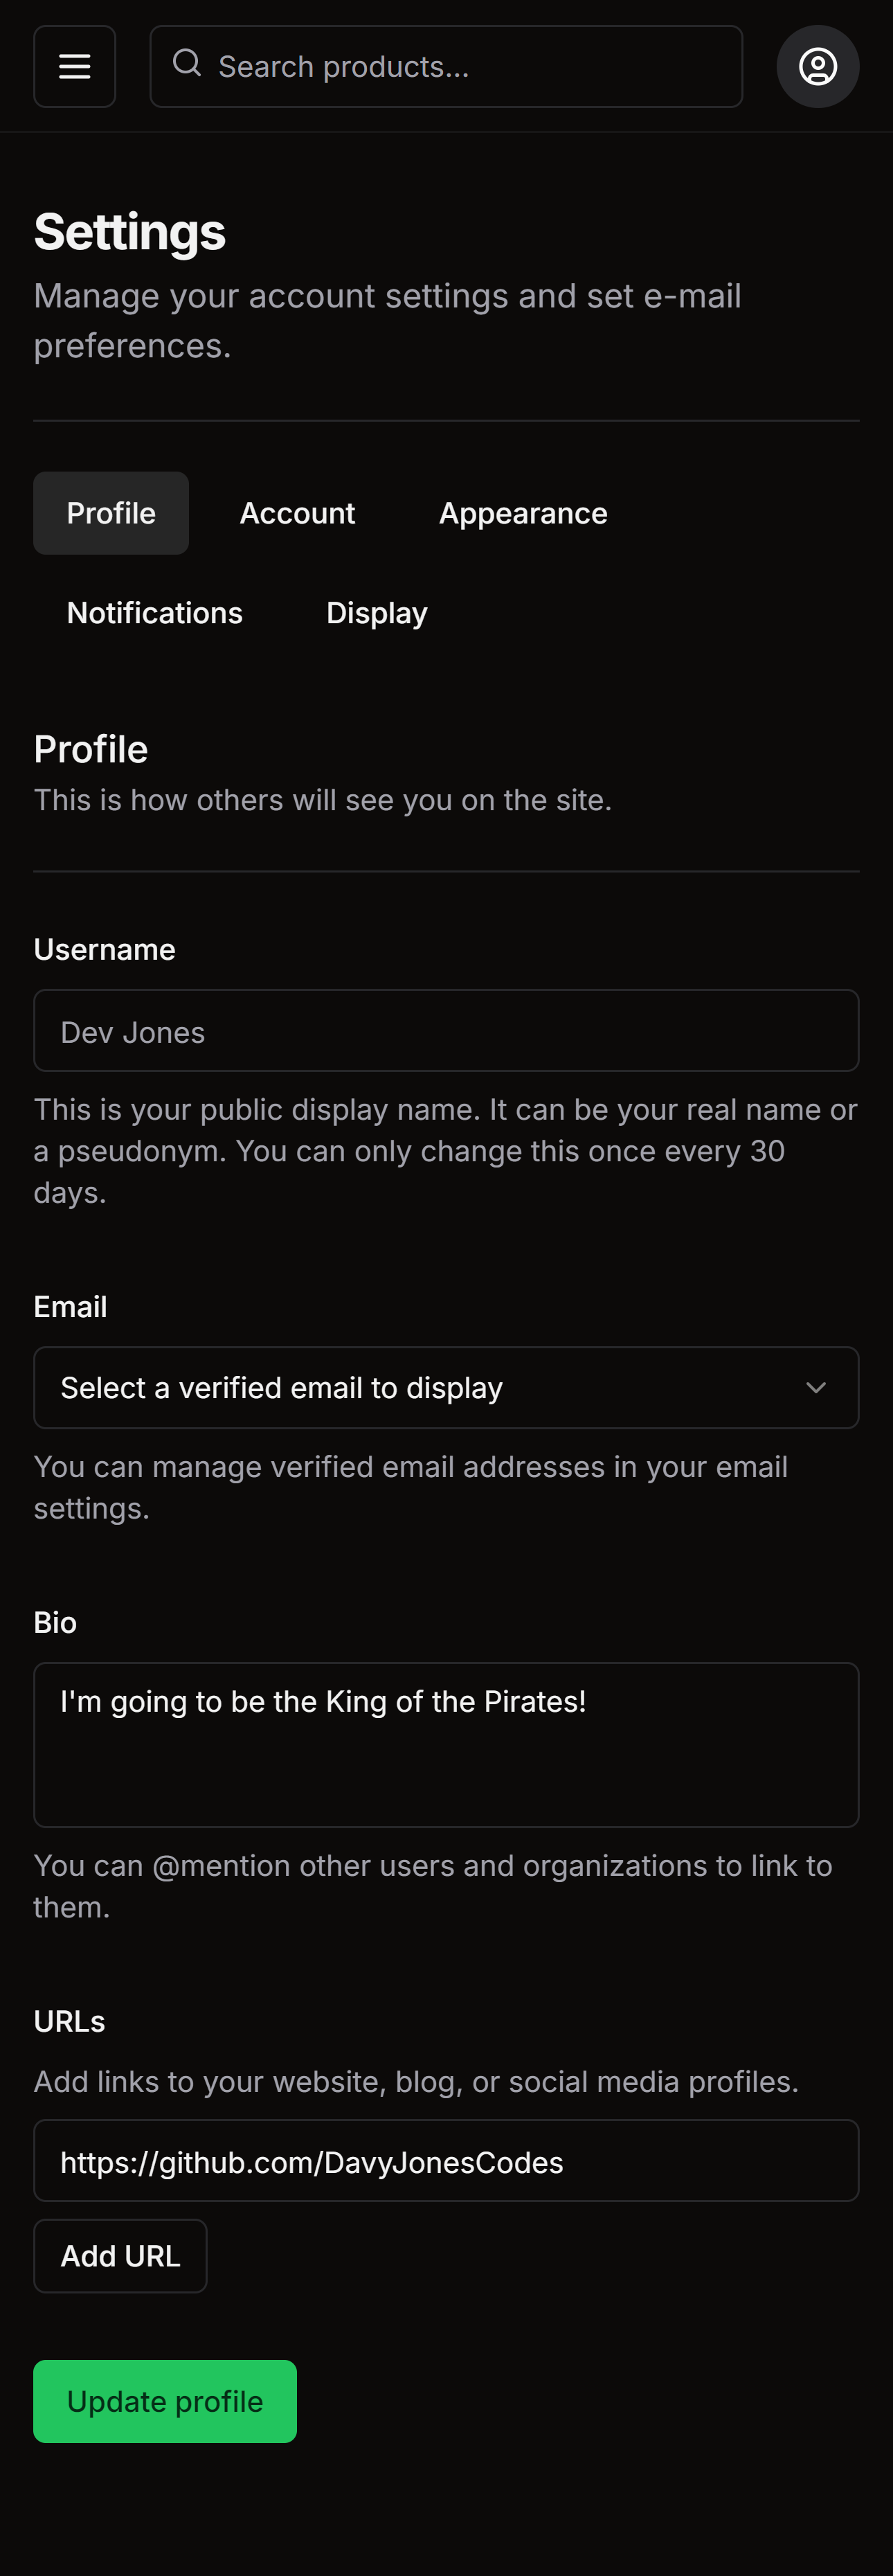 Search products...
Settings
Manage your account settings and set e-mail
preferences.
Profile
Account
Appearance
Notifications
Display
Profile
This is how others will see you on the site.
Username
Dev Jones
This is your public display name. It can be your real name or
a pseudonym. You can only change this once every 30
days.
Email
Select a verified email to display
You can manage verified email addresses in your email
settings.
Bio
I'm going to be the King of the Pirates!
You can @mention other users and organizations to link to
them.
URLs
Add links to your website, blog, or social media profiles.
https://github.com/DavyJonesCodes
Add URL
Update profile